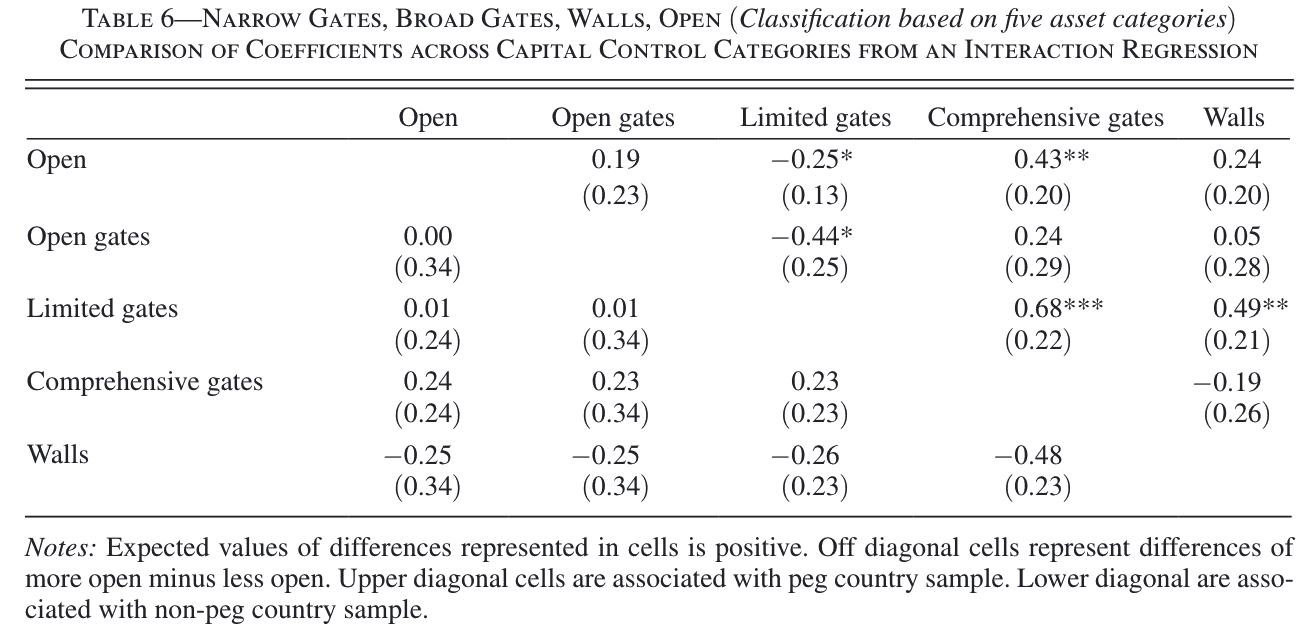 TABLE 6—NARROW GATES, BROAD GATES, WALLS, OPEN (Classification based on five asset categories)
COMPARISON OF COEFFICIENTS ACROSS CAPITAL CONTROL CATEGORIES FROM AN INTERACTION REGRESSION
Open Open gates Limited gates Comprehensive gates Walls
Open 0.19 −0.25* 0.43** 0.24
(0.23) (0.13) (0.20) (0.20)
Open gates 0.00 −0.44* 0.24 0.05
(0.34) (0.25) (0.29) (0.28)
Limited gates 0.01 0.01 0.68*** 0.49**
(0.24) (0.34) (0.22) (0.21)
Comprehensive gates 0.24 0.23 0.23 −0.19
(0.24) (0.34) (0.23) (0.26)
Walls −0.25 −0.25 −0.26 −0.48
(0.34) (0.34) (0.23) (0.23)
Notes: Expected values of differences represented in cells is positive. Off diagonal cells represent differences of
more open minus less open. Upper diagonal cells are associated with peg country sample. Lower diagonal are asso-
ciated with non-peg country sample.